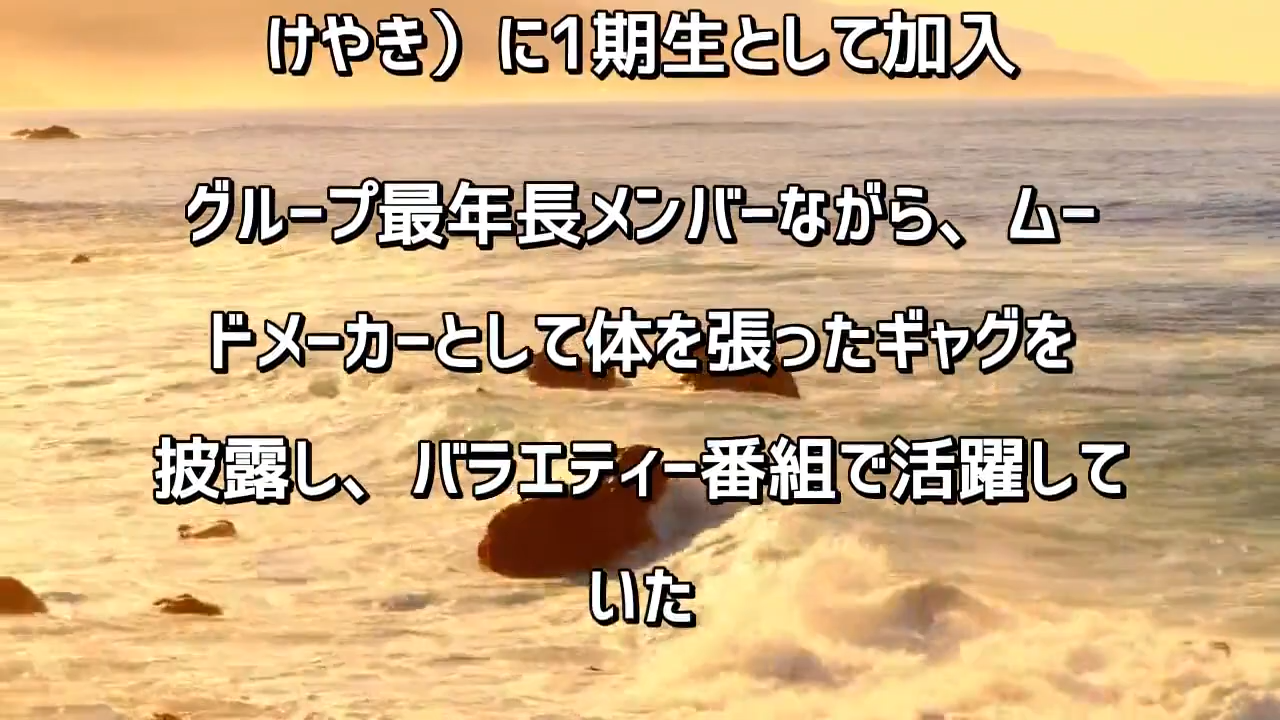 けやき）に1期生として加入
グループ最年長メンバーながら、ムー
ドメーカーとして体を張ったギャグを
披露し、バラエティー番組で活躍して
いた